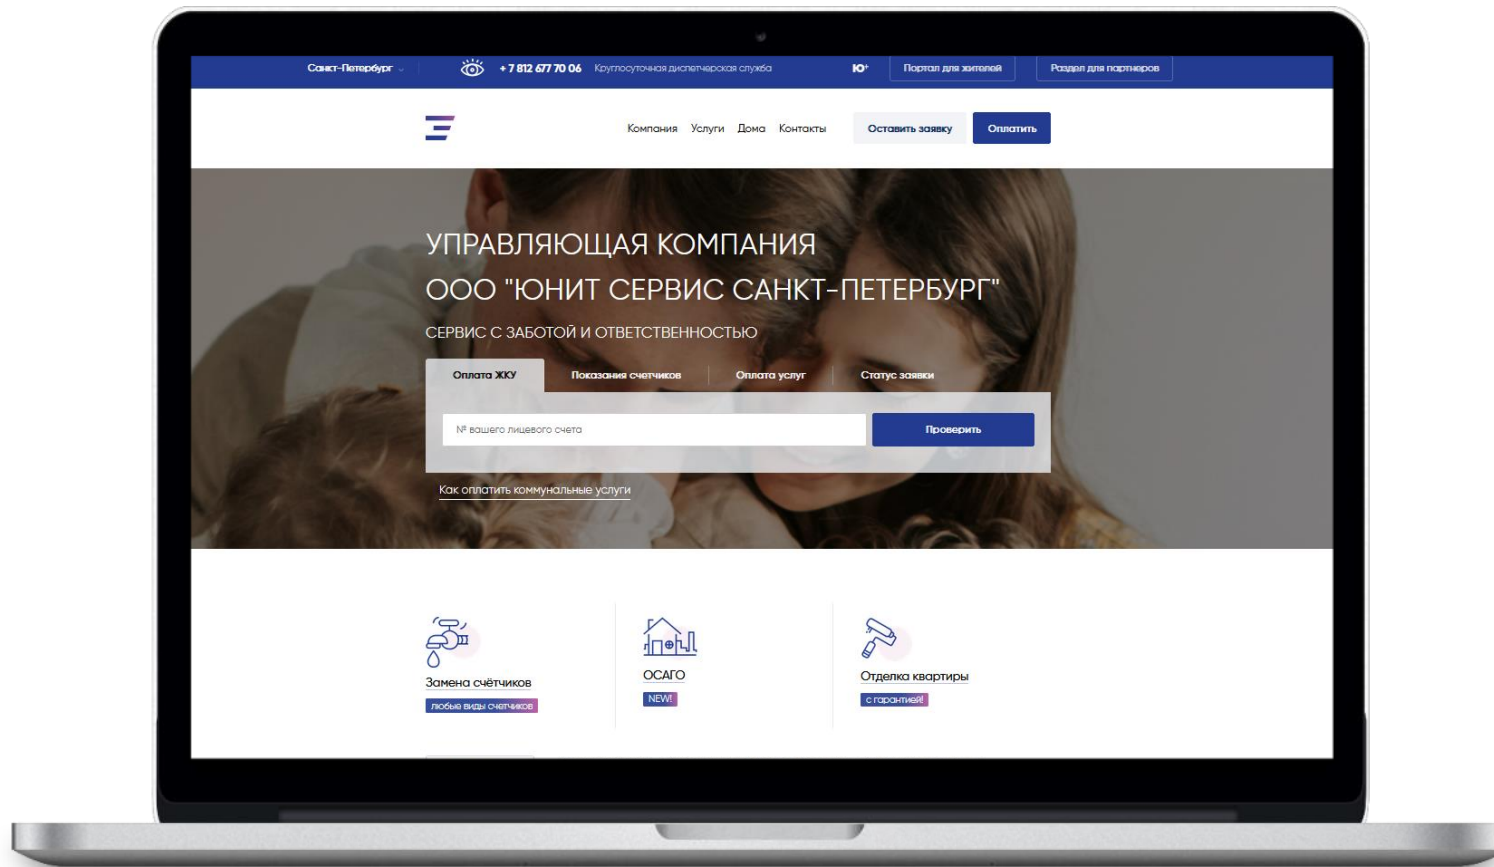 Санкт-Петербург
+ 7 812 677 70 06 Круглосуточная диспетчерская служба
Ю+
Портал для жителей
Раздел для партнеров
Компания Услуги Дома Контакты
Оставить заявку
Оплатить
УПРАВЛЯЮЩАЯ КОМПАНИЯ
ООО "ЮНИТ СЕРВИС САНКТ-ПЕТЕРБУРГ"
СЕРВИС С ЗАБОТОЙ И ОТВЕТСТВЕННОСТЬЮ
Оплата ЖКУ
Показания счетчиков
Оплата услуг
Статус заявки
№ вашего лицевого счета
Проверить
Как оплатить коммунальные услуги
Замена счётчиков
любые виды счетчиков
ОСАГО
NEW!
Отделка квартиры
с гарантией!